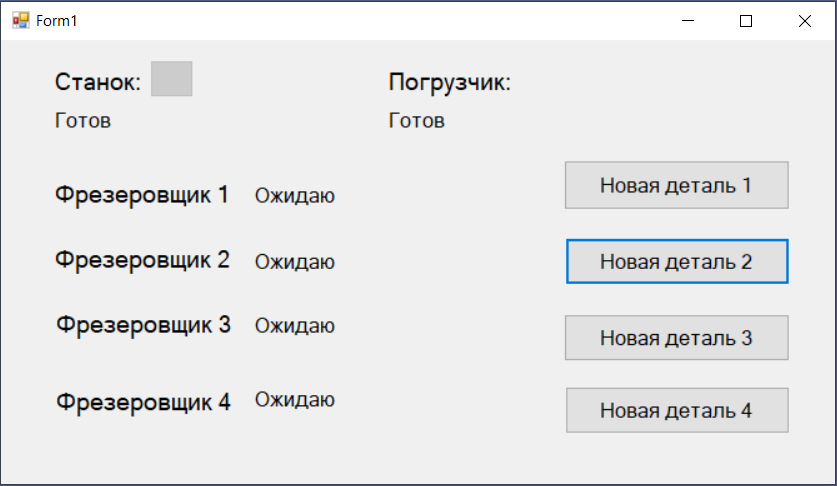 Form1
Станок: Погрузчик:
Готов Готов
Фрезеровщик 1 Ожидаю Новая деталь 1
Фрезеровщик 2 Ожидаю Новая деталь 2
Фрезеровщик 3 Ожидаю Новая деталь 3
Фрезеровщик 4 Ожидаю Новая деталь 4